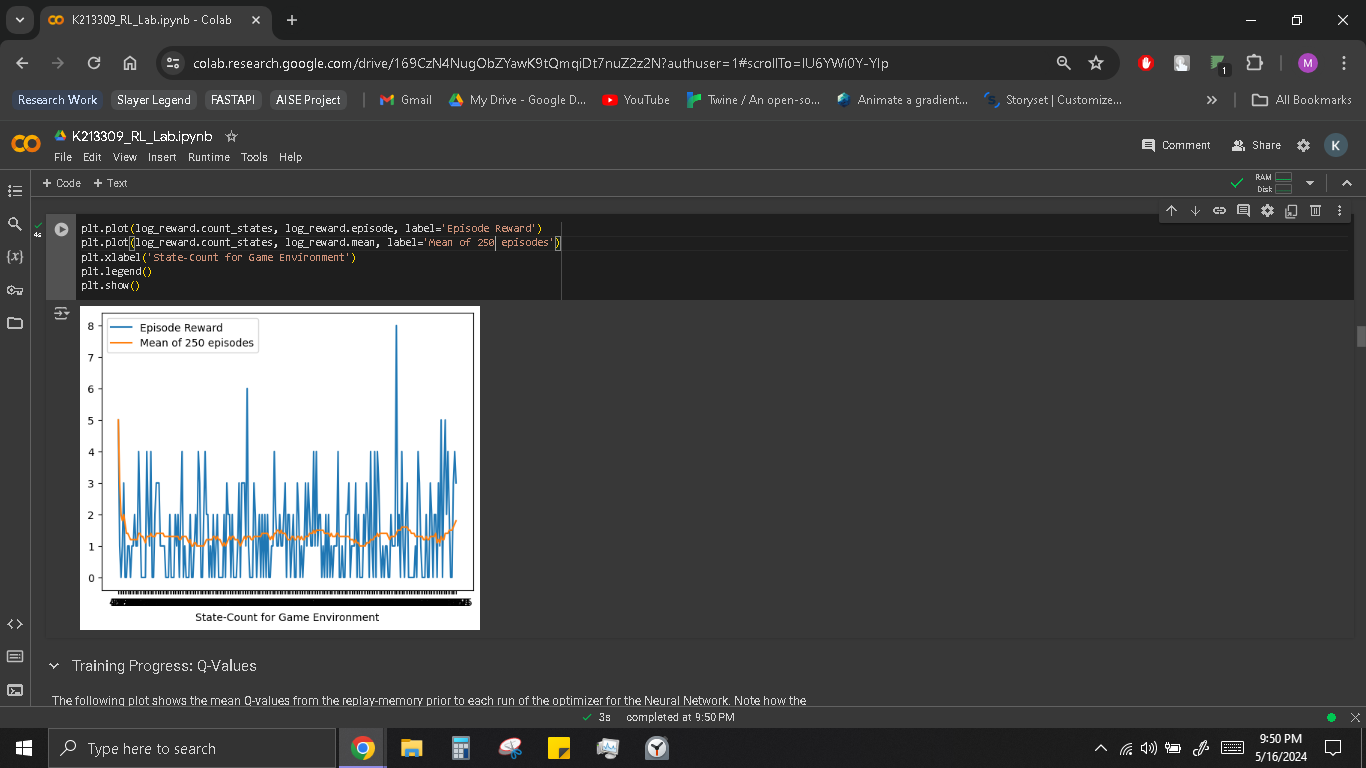 K213309_RL_Lab.ipynb - Colab
colab.research.google.com/drive/169CzN4NugObZYawK9tQmqiDt7nuZ2z2N?authuser=1#scrollTo=IU6YWi0Y-YIp
1
M
Research Work Slayer Legend FASTAPI AISE Project Gmail My Drive - Google D... YouTube Twine / An open-so... Animate a gradient... Storyset | Customize... All Bookmarks
K213309_RL_Lab.ipynb
File Edit View Insert Runtime Tools Help
Comment Share K
+ Code + Text
RAM
Disk
4s
plt.plot(log_reward.count_states, log_reward.episode, label='Episode Reward')
plt.plot(log_reward.count_states, log_reward.mean, label='Mean of 250 episodes')
plt.xlabel('State-Count for Game Environment')
plt.legend()
plt.show()
{x}
Episode Reward
Mean of 250 episodes
8
7
6
5
4
3
2
1
0
State-Count for Game Environment
Training Progress: Q-Values
The following plot shows the mean Q-values from the replay-memory prior to each run of the optimizer for the Neural Network. Note how the
3s completed at 9:50 PM
Type here to search
9:50 PM
5/16/2024